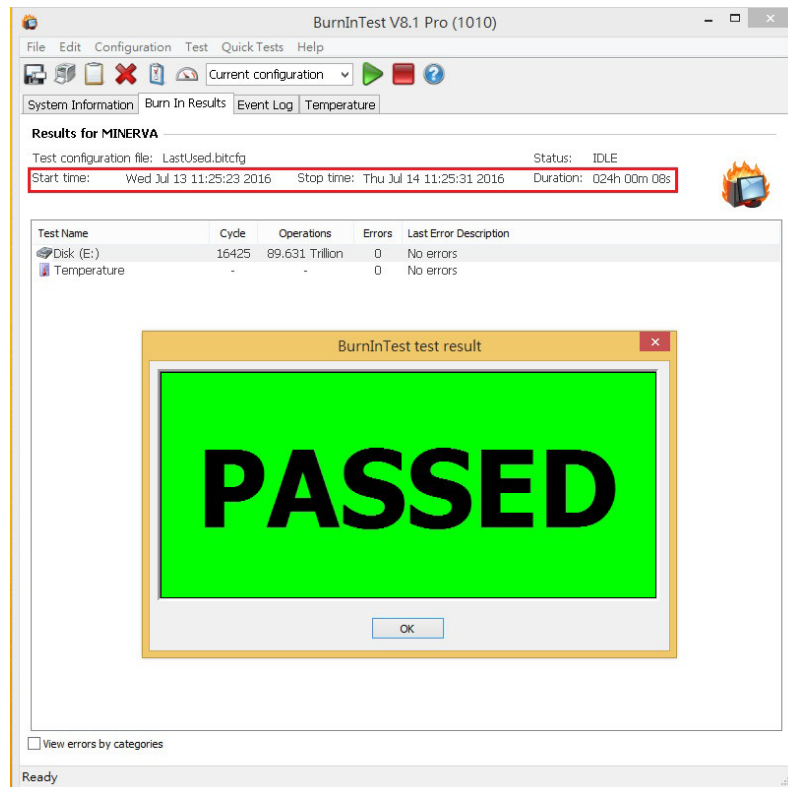 BurnInTest V8.1 Pro (1010)
File Edit Configuration Test Quick Tests Help
Current configuration
System Information Burn In Results Event Log Temperature
Results for MINERVA
Test configuration file: LastUsed.bitcfg Status: IDLE
Start time: Wed Jul 13 11:25:23 2016 Stop time: Thu Jul 14 11:25:31 2016 Duration: 024h 00m 08s
Test Name Cycle Operations Errors Last Error Description
Disk (E:) 16425 89.631 Trillion 0 No errors
Temperature - - 0 No errors
BurnInTest test result
PASSED
OK
View errors by categories
Ready